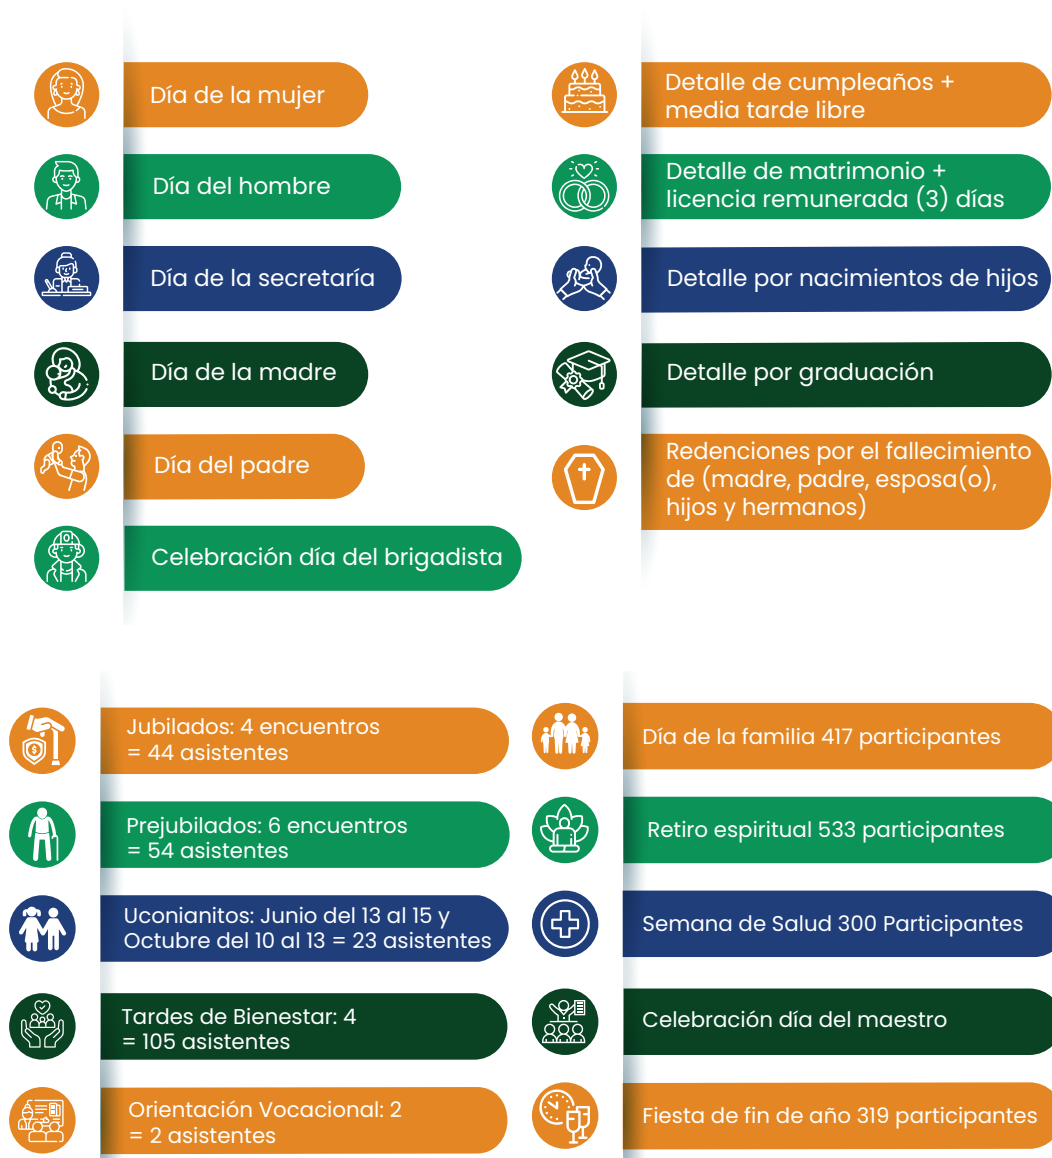 Día de la mujer
Día del hombre
Día de la secretaría
Día de la madre
Día del padre
Celebración día del brigadista
Detalle de cumpleaños +
media tarde libre
Detalle de matrimonio +
licencia remunerada (3) días
Detalle por nacimientos de hijos
Detalle por graduación
Redenciones por el fallecimiento
de (madre, padre, esposa(o),
hijos y hermanos)
Jubilados: 4 encuentros
= 44 asistentes
Prejubilados: 6 encuentros
= 54 asistentes
Uconianitos: Junio del 13 al 15 y
Octubre del 10 al 13 = 23 asistentes
Tardes de Bienestar: 4
= 105 asistentes
Orientación Vocacional: 2
= 2 asistentes
Día de la familia 417 participantes
Retiro espiritual 533 participantes
Semana de Salud 300 Participantes
Celebración día del maestro
Fiesta de fin de año 319 participantes